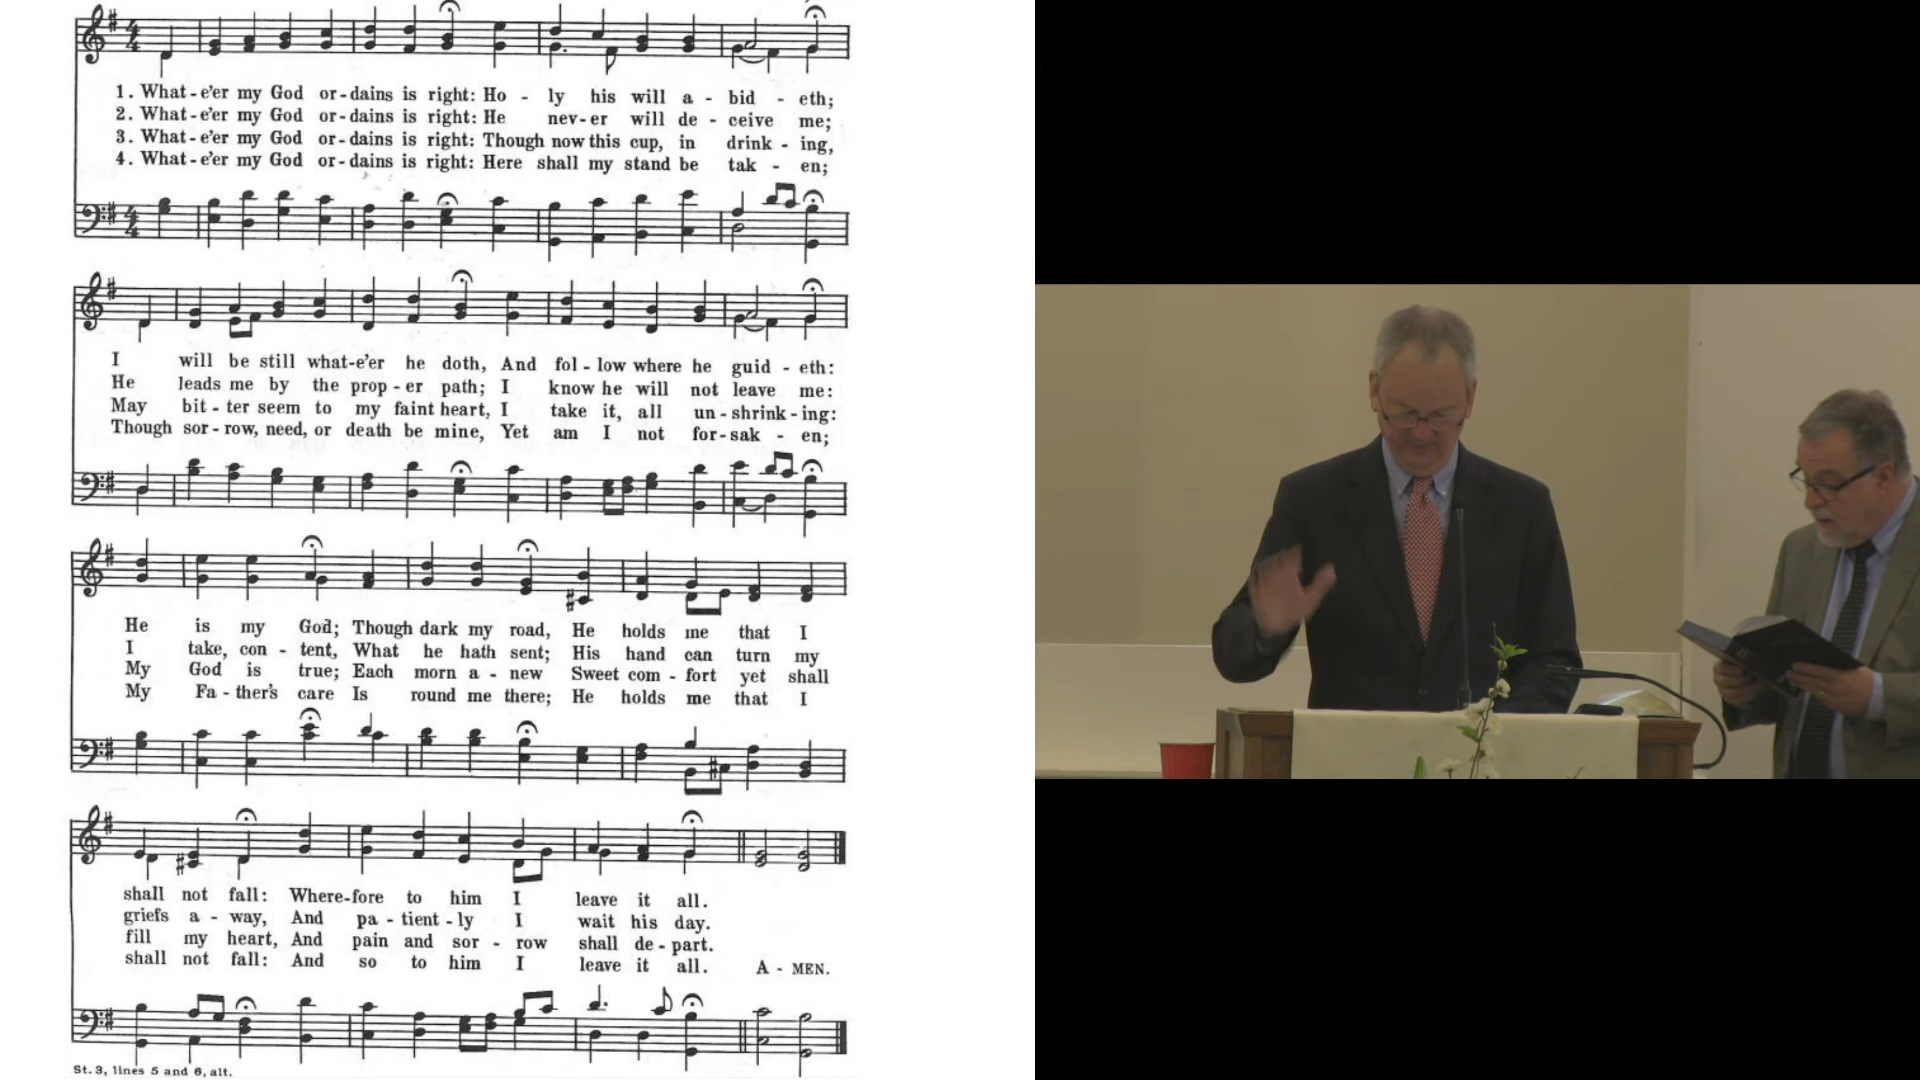 1. What-e'er my God or-dains is right: Ho - ly his will a - bid - eth;
2. What-e'er my God or-dains is right: He nev-er will de - ceive me;
3. What-e'er my God or-dains is right: Though now this cup, in drink - ing,
4. What-e'er my God or-dains is right: Here shall my stand be tak - en;
I will be still what-e'er he doth, And fol - low where he guid - eth:
He leads me by the prop - er path; I know he will not leave me:
May bit - ter seem to my faint heart, I take it, all un - shrink - ing:
Though sor - row, need, or death be mine, Yet am I not for - sak - en;
He is my God; Though dark my road, He holds me that I
I take, con - tent, What he hath sent; His hand can turn my
My God is true; Each morn a - new Sweet com - fort yet shall
My Fa - ther's care Is round me there; He holds me that I
shall not fall: Where-fore to him I leave it all.
griefs a - way, And pa - tient - ly I wait his day.
fill my heart, And pain and sor - row shall de - part.
shall not fall: And so to him I leave it all. A - MEN.
St. 3, lines 5 and 6, alt.